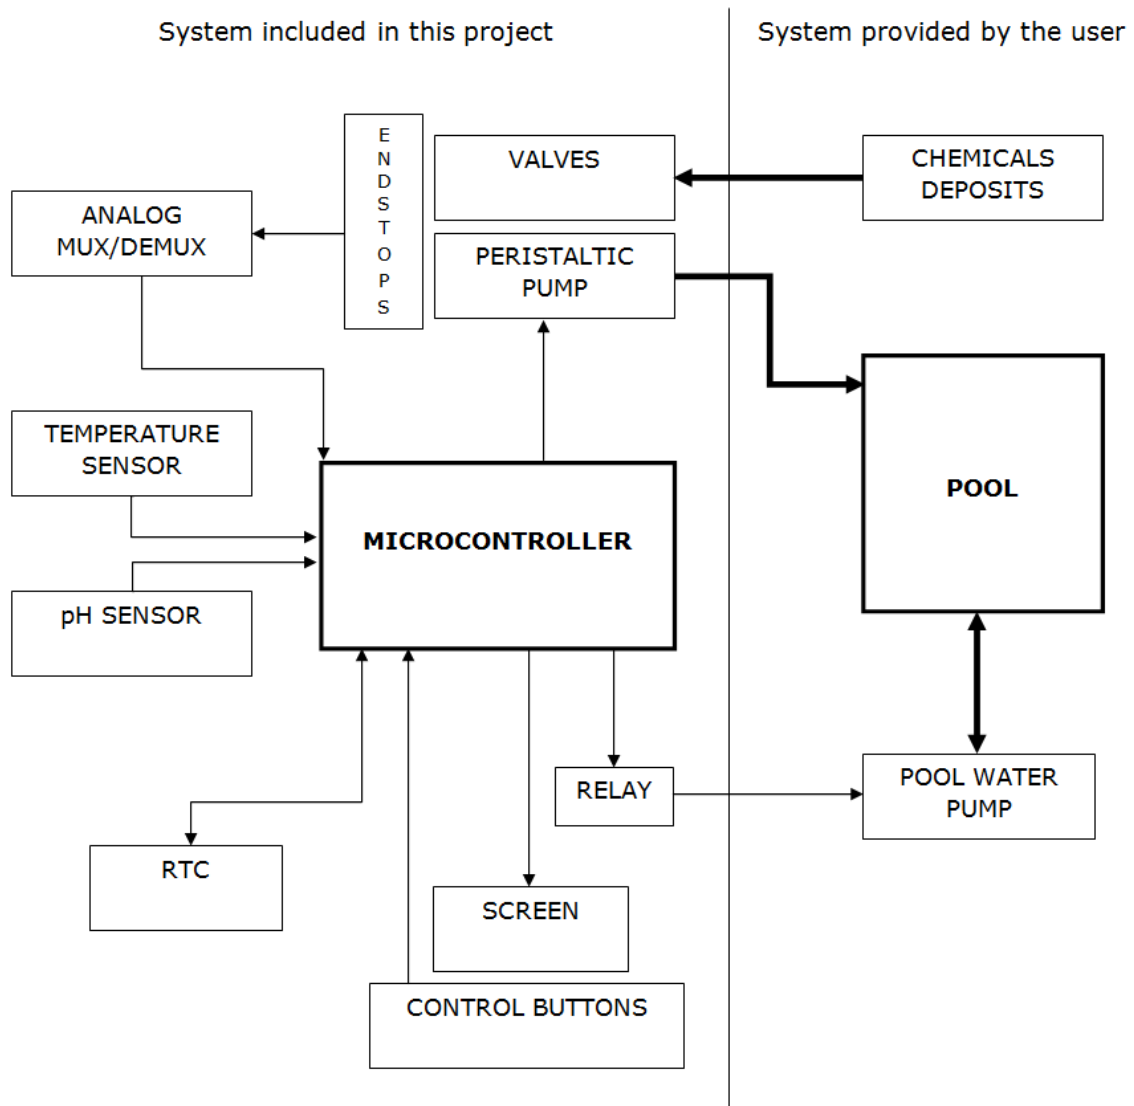 System included in this project
System provided by the user
ENDSTOPS
VALVES
CHEMICALS
DEPOSITS
ANALOG
MUX/DEMUX
PERISTALTIC
PUMP
TEMPERATURE
SENSOR
POOL
MICROCONTROLLER
pH SENSOR
RELAY
POOL WATER
PUMP
RTC
SCREEN
CONTROL BUTTONS